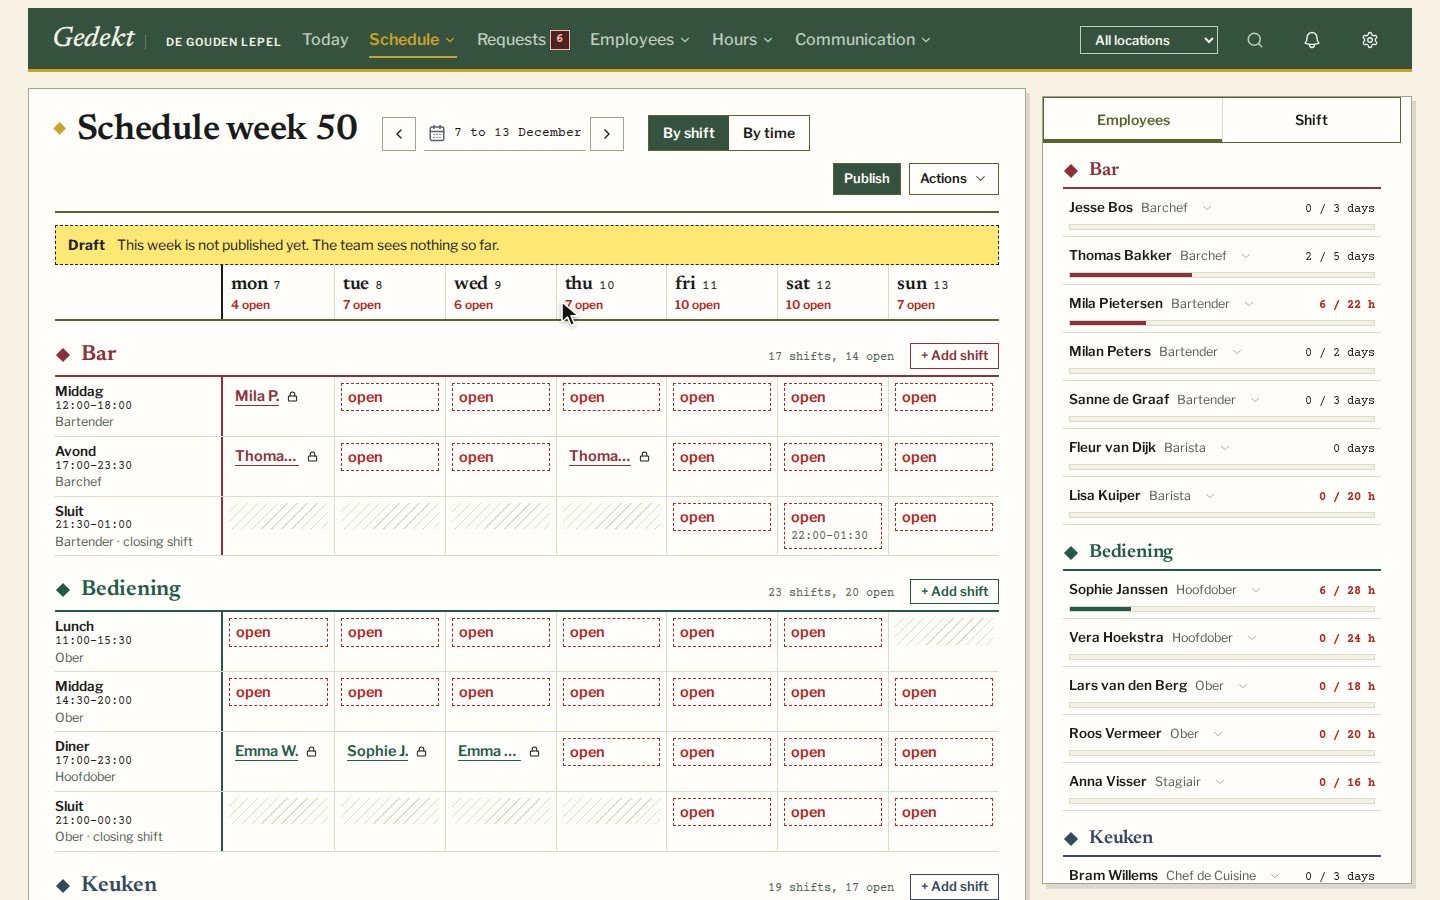 Gedekt DE GOUDEN LEPEL Today Schedule Requests 6 Employees Hours Communication All locations
Schedule week 50 7 to 13 December By shift By time
Publish Actions
Draft This week is not published yet. The team sees nothing so far.
mon 7 tue 8 wed 9 thu 10 fri 11 sat 12 sun 13
4 open 7 open 6 open 7 open 10 open 10 open 7 open
Bar 17 shifts, 14 open + Add shift
Middag
12:00–18:00
Bartender
Mila P. open open open open open open
Avond
17:00–23:30
Barchef
Thoma... open open Thoma... open open open
Sluit
21:30–01:00
Bartender · closing shift
open open open
22:00–01:30
Bediening 23 shifts, 20 open + Add shift
Lunch
11:00–15:30
Ober
open open open open open open
Middag
14:30–20:00
Ober
open open open open open open open
Diner
17:00–23:00
Hoofdober
Emma W. Sophie J. Emma ... open open open open
Sluit
21:00–00:30
Ober · closing shift
open open open
Keuken 19 shifts, 17 open + Add shift
Employees Shift
Bar
Jesse Bos Barchef 0 / 3 days
Thomas Bakker Barchef 2 / 5 days
Mila Pietersen Bartender 6 / 22 h
Milan Peters Bartender 0 / 2 days
Sanne de Graaf Bartender 0 / 3 days
Fleur van Dijk Barista 0 days
Lisa Kuiper Barista 0 / 20 h
Bediening
Sophie Janssen Hoofdober 6 / 28 h
Vera Hoekstra Hoofdober 0 / 24 h
Lars van den Berg Ober 0 / 18 h
Roos Vermeer Ober 0 / 20 h
Anna Visser Stagiair 0 / 16 h
Keuken
Bram Willems Chef de Cuisine 0 / 3 days